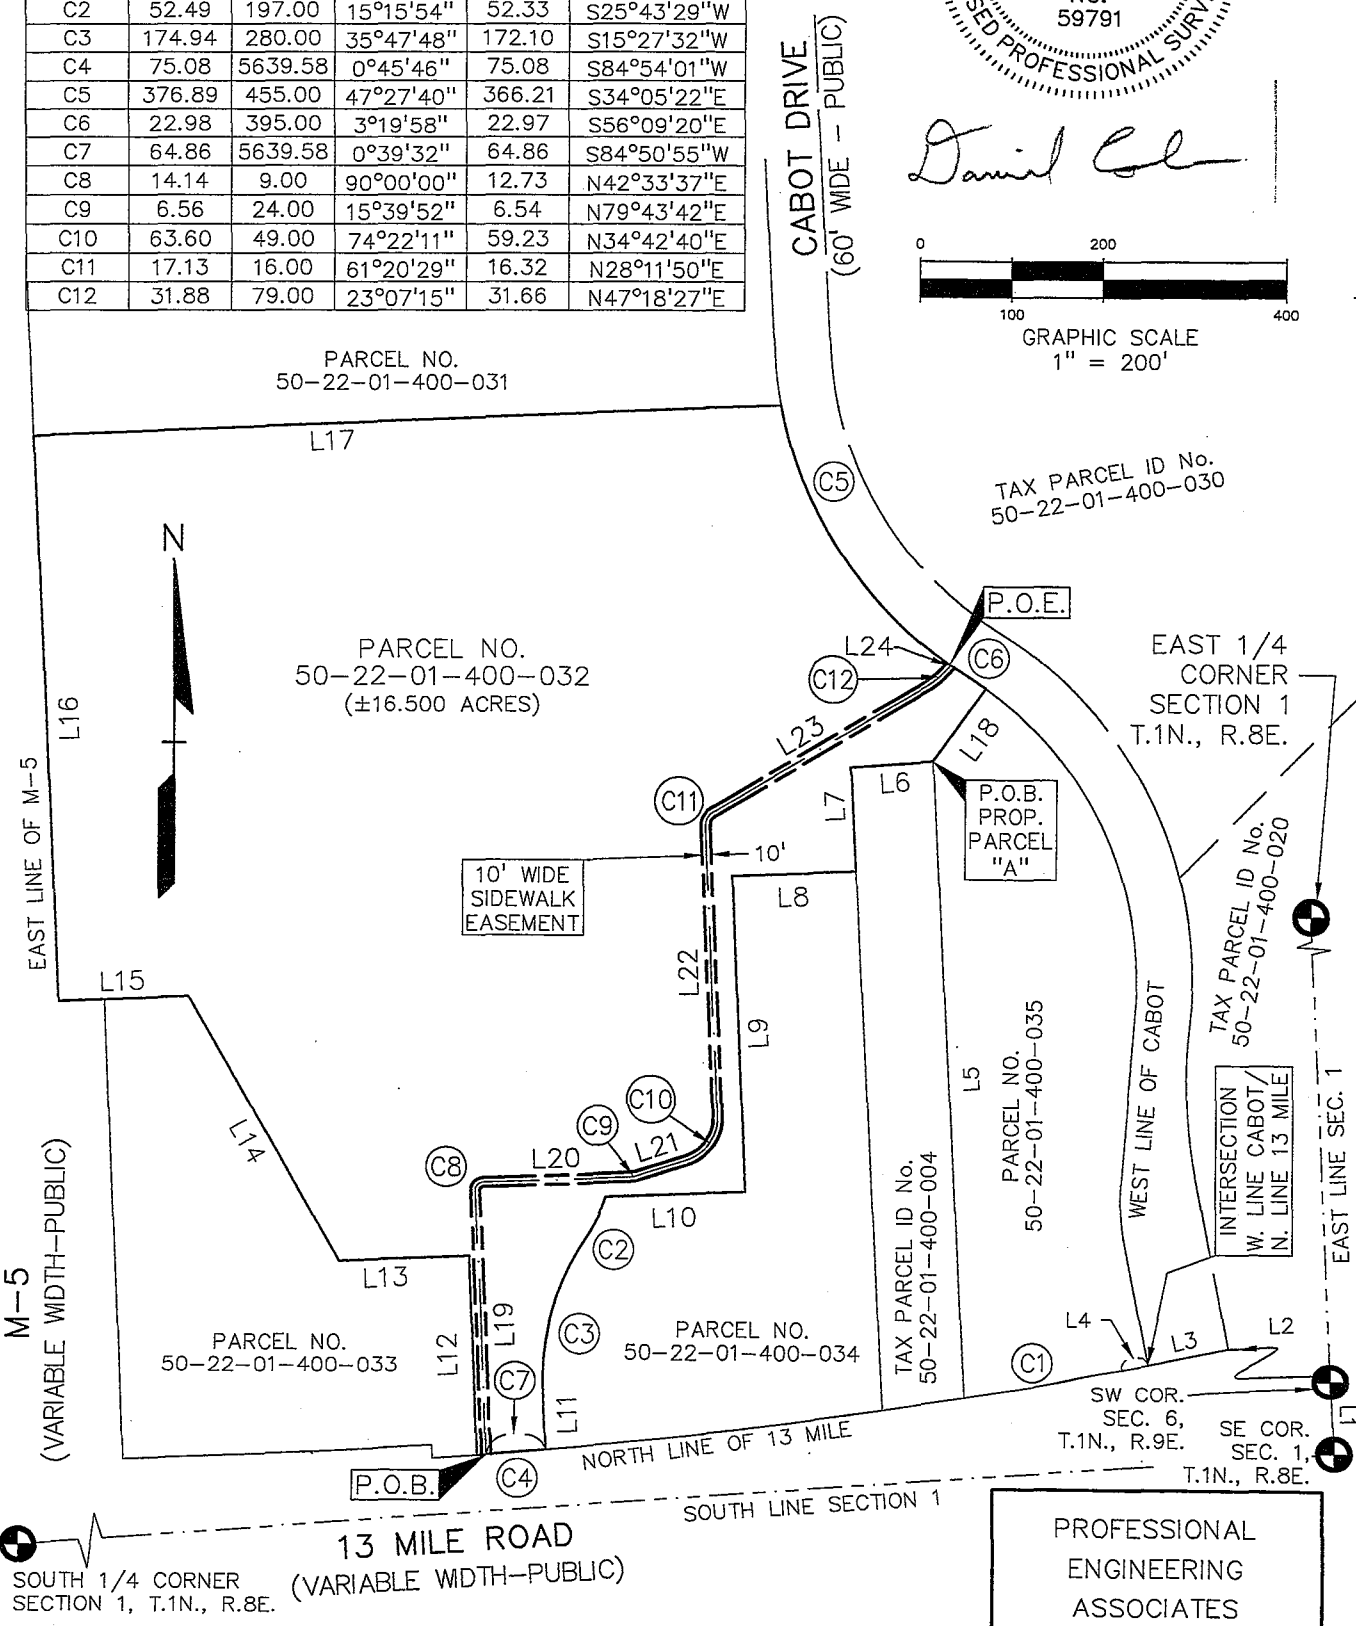 C2 52.49 197.00 15°15'54" 52.33 S25°43'29"W
C3 174.94 280.00 35°47'48" 172.10 S15°27'32"W
C4 75.08 5639.58 0°45'46" 75.08 S84°54'01"W
C5 376.89 455.00 47°27'40" 366.21 S34°05'22"E
C6 22.98 395.00 3°19'58" 22.97 S56°09'20"E
C7 64.86 5639.58 0°39'32" 64.86 S84°50'55"W
C8 14.14 9.00 90°00'00" 12.73 N42°33'37"E
C9 6.56 24.00 15°39'52" 6.54 N79°43'42"E
C10 63.60 49.00 74°22'11" 59.23 N34°42'40"E
C11 17.13 16.00 61°20'29" 16.32 N28°11'50"E
C12 31.88 79.00 23°07'15" 31.66 N47°18'27"E
CABOT DRIVE
(60' WIDE - PUBLIC)
59791
PROFESSIONAL
0 200
100 400
GRAPHIC SCALE
1" = 200'
PARCEL NO.
50-22-01-400-031
L17
C5
TAX PARCEL ID No.
50-22-01-400-030
N
P.O.E.
PARCEL NO.
50-22-01-400-032
(±16.500 ACRES)
L24
C6
C12
EAST 1/4
CORNER
SECTION 1
T.1N., R.8E.
L16
L23
L18
EAST LINE OF M-5
L6
L7
C11
P.O.B.
PROP.
PARCEL
"A"
10'
10' WIDE
SIDEWALK
EASEMENT
L8
TAX PARCEL ID No.
50-22-01-400-020
L15
L22
L9
L5
PARCEL NO.
50-22-01-400-035
WEST LINE OF CABOT
INTERSECTION
W. LINE CABOT/
N. LINE 13 MILE
EAST LINE SEC. 1
L14
C10
C9
L21
L20
C8
L10
C2
TAX PARCEL ID No.
50-22-01-400-004
M-5
(VARIABLE WIDTH-PUBLIC)
L13
C3
PARCEL NO.
50-22-01-400-033
L12
L19
PARCEL NO.
50-22-01-400-034
L4
L3
L2
C1
C7
L11
SW COR.
SEC. 6,
T.1N., R.9E.
L1
SE COR.
SEC. 1,
T.1N., R.8E.
NORTH LINE OF 13 MILE
P.O.B.
C4
SOUTH LINE SECTION 1
13 MILE ROAD
(VARIABLE WIDTH-PUBLIC)
SOUTH 1/4 CORNER
SECTION 1, T.1N., R.8E.
PROFESSIONAL
ENGINEERING
ASSOCIATES